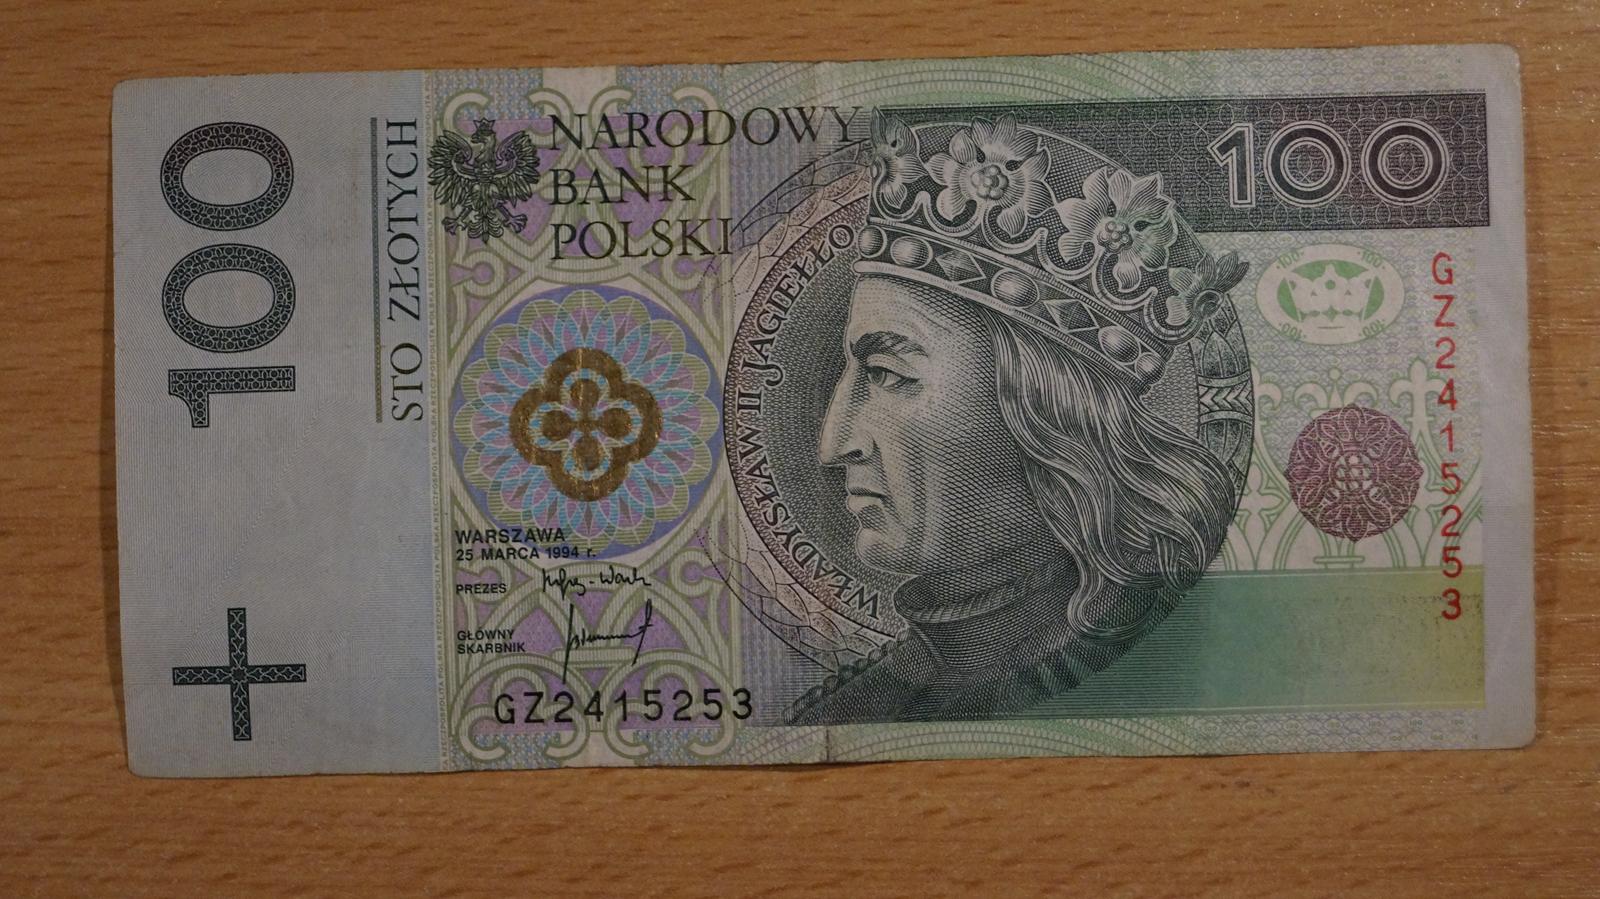 100
STO ZŁOTYCH
NARODOWY
BANK
POLSKI
WŁADYSŁAW II JAGIEŁŁO
100
GZ2415253
WARSZAWA
25 MARCA 1994 r.
PREZES
GŁÓWNY
SKARBNIK
GZ2415253